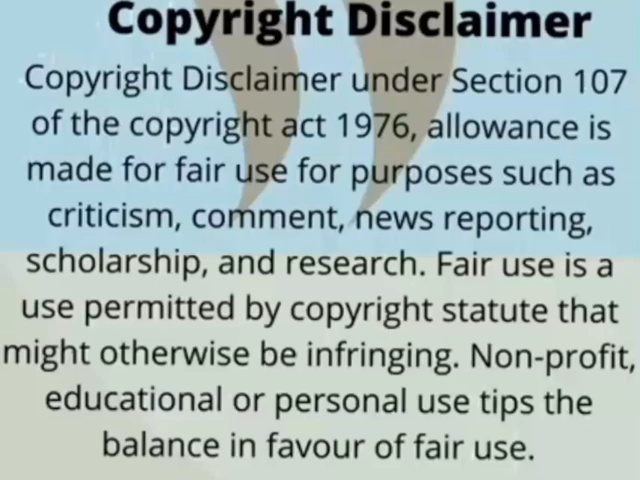 Copyright Disclaimer
Copyright Disclaimer under Section 107
of the copyright act 1976, allowance is
made for fair use for purposes such as
criticism, comment, news reporting,
scholarship, and research. Fair use is a
use permitted by copyright statute that
might otherwise be infringing. Non-profit,
educational or personal use tips the
balance in favour of fair use.